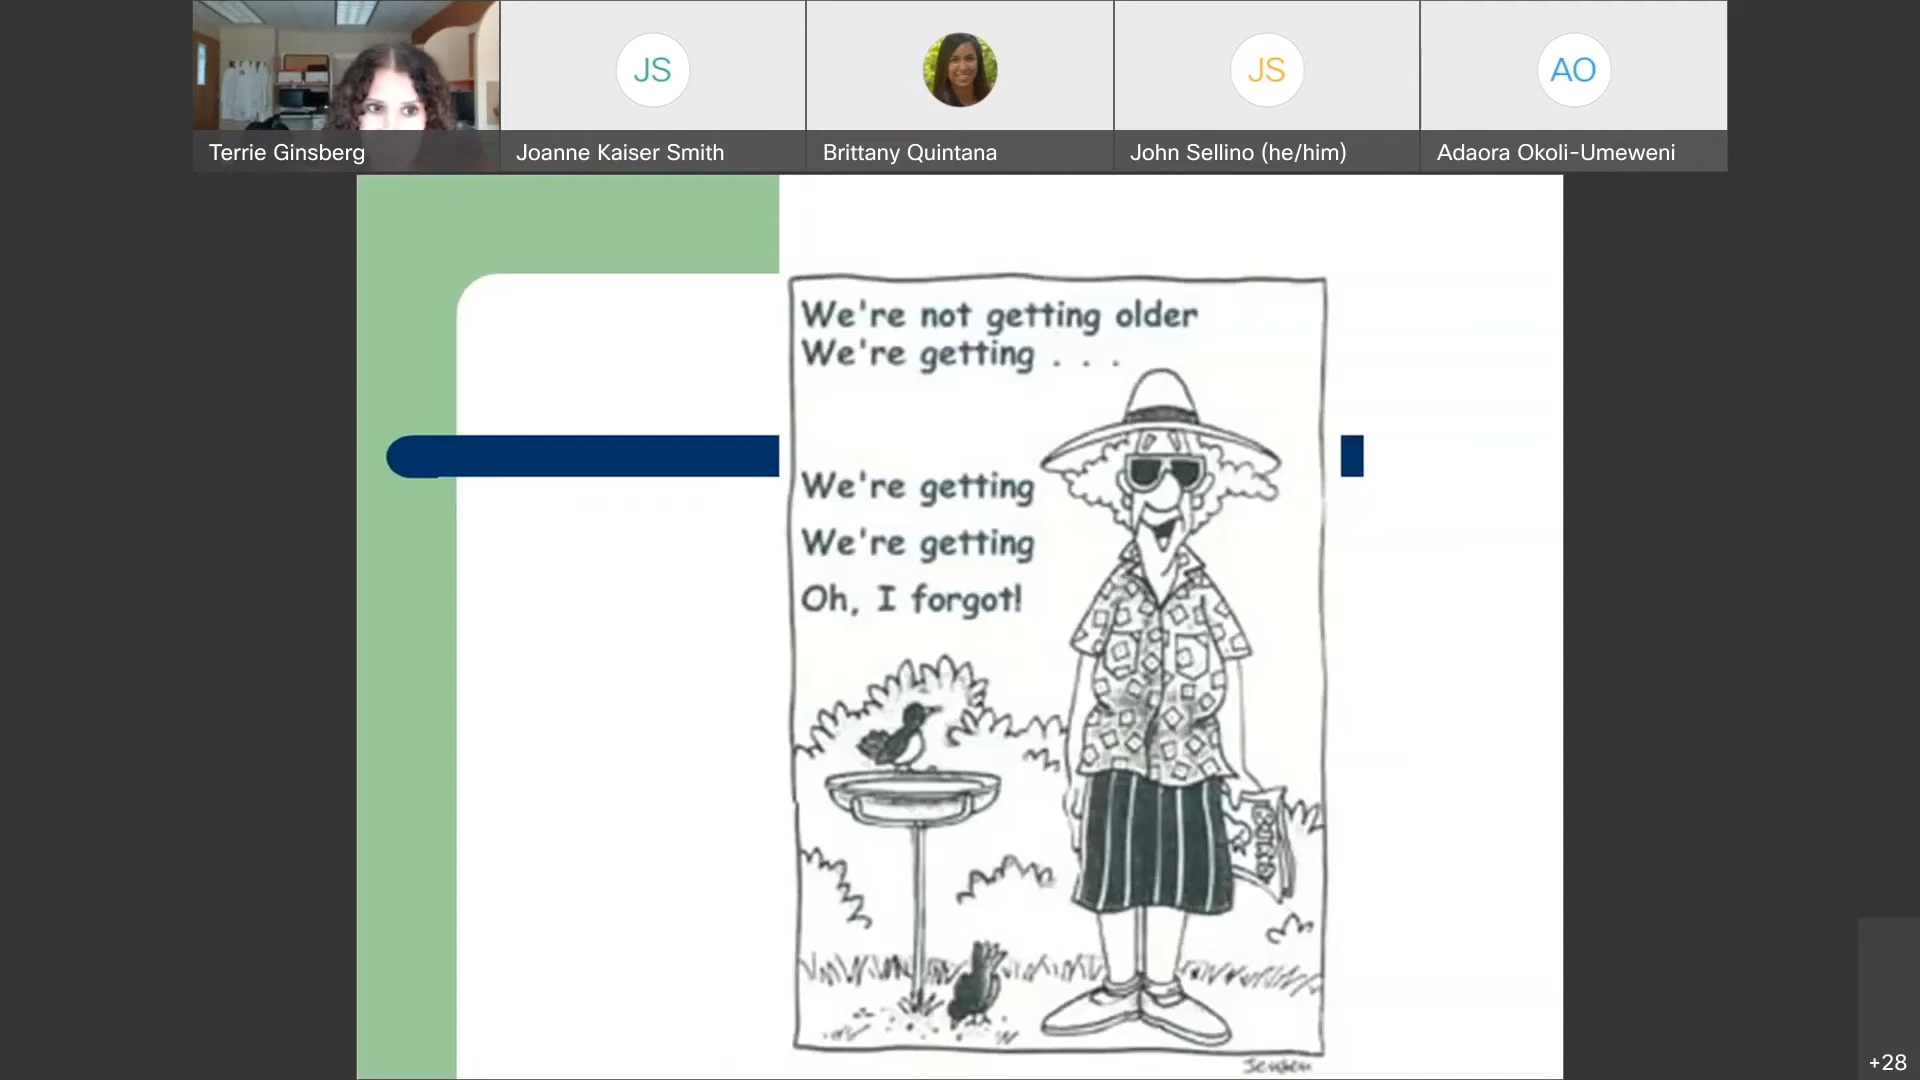 JS
JS
AO
Terrie Ginsberg
Joanne Kaiser Smith
Brittany Quintana
John Sellino (he/him)
Adaora Okoli-Umeweni
We're not getting older
We're getting . . .
We're getting
We're getting
Oh, I forgot!
+28